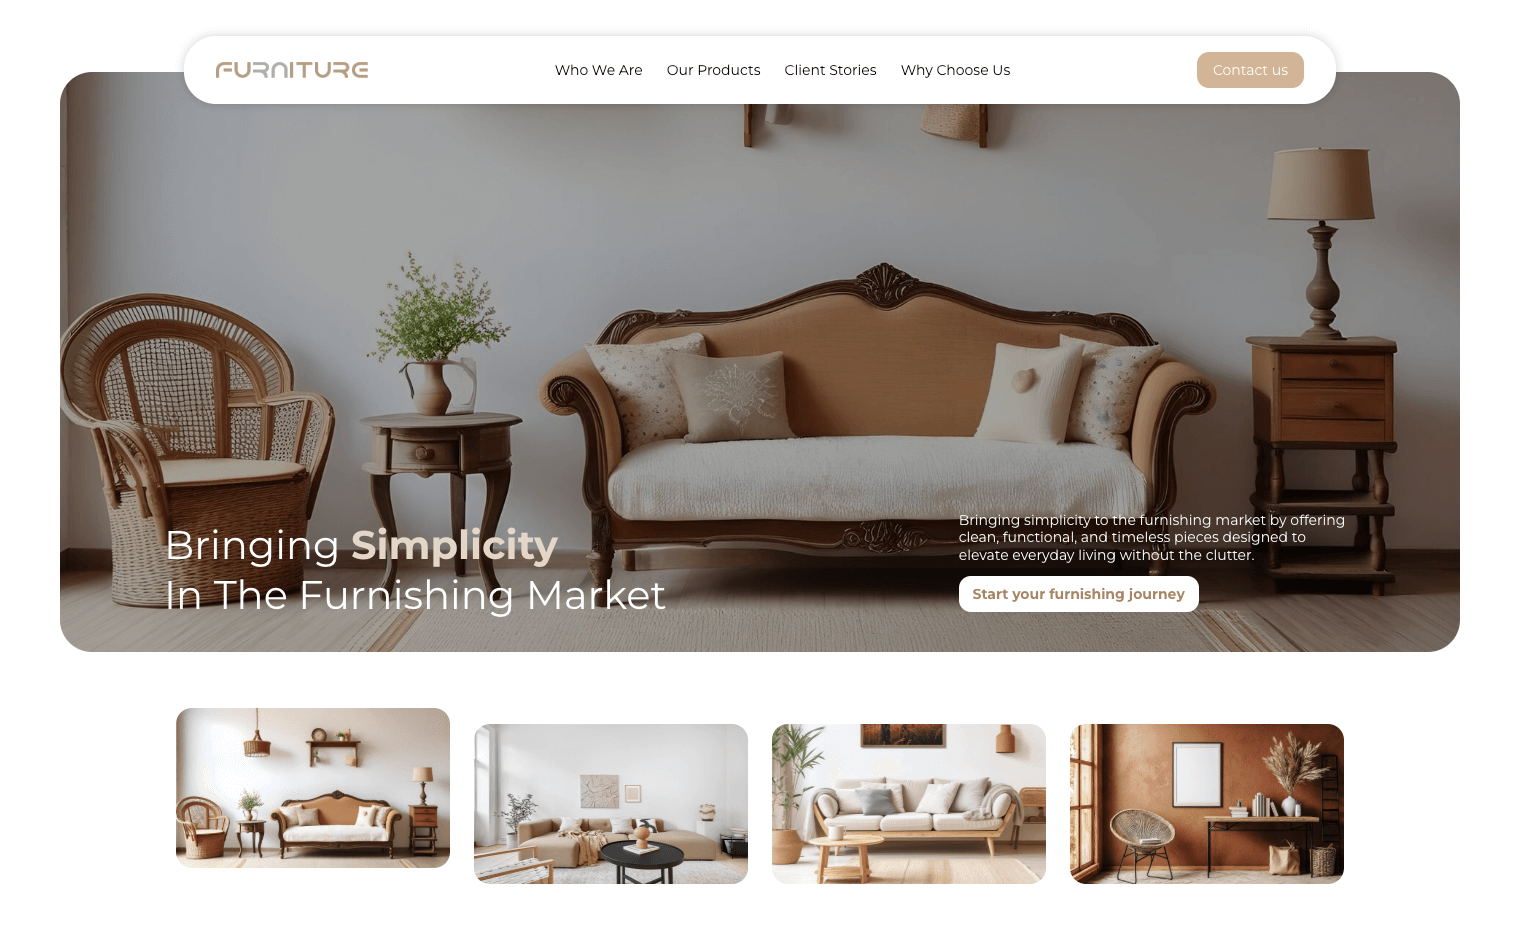 FURNITURE
Who We Are
Our Products
Client Stories
Why Choose Us
Contact us
Bringing Simplicity
In The Furnishing Market
Bringing simplicity to the furnishing market by offering
clean, functional, and timeless pieces designed to
elevate everyday living without the clutter.
Start your furnishing journey